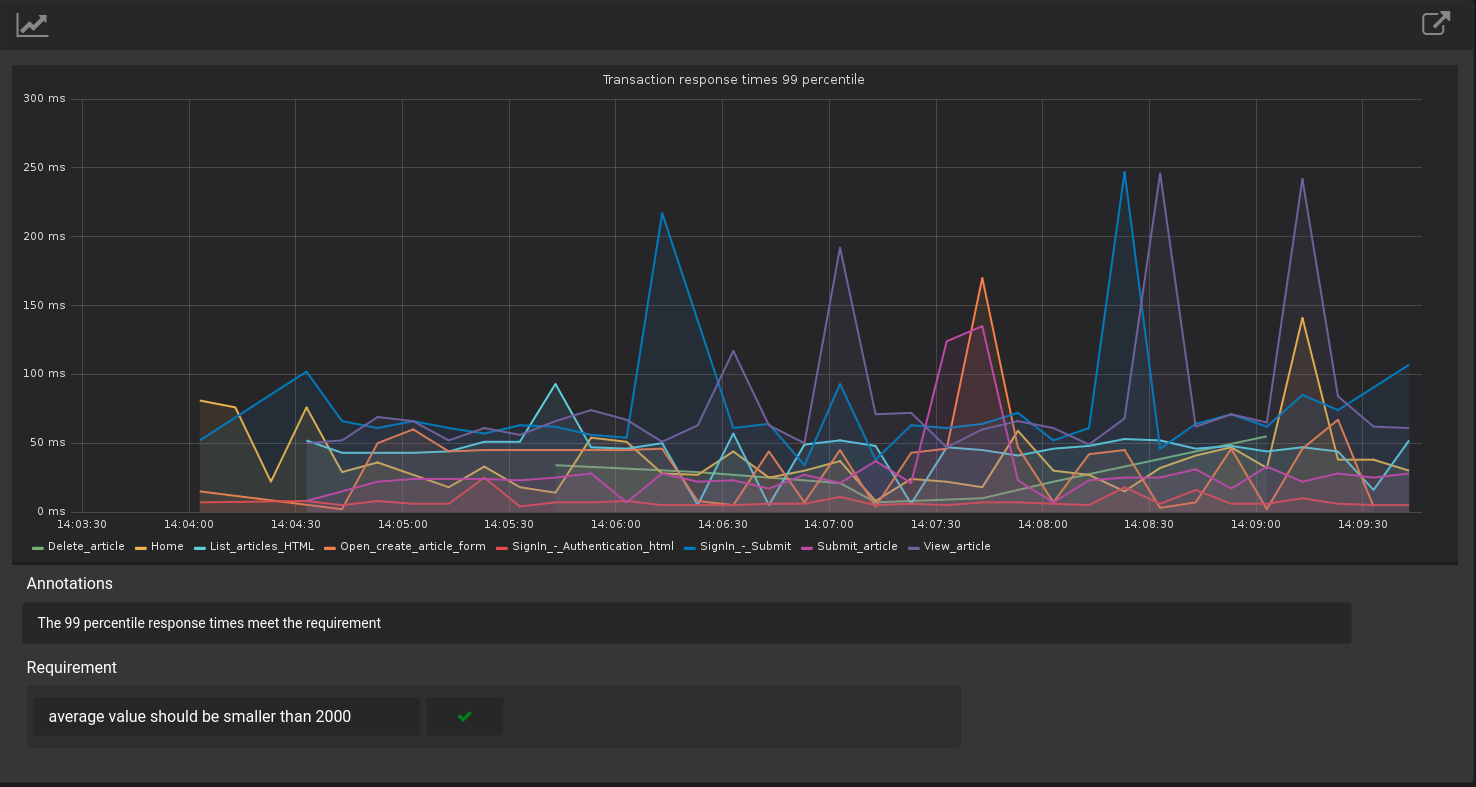 Transaction response times 99 percentile
300 ms
250 ms
200 ms
150 ms
100 ms
50 ms
0 ms
14:03:30 14:04:00 14:04:30 14:05:00 14:05:30 14:06:00 14:06:30 14:07:00 14:07:30 14:08:00 14:08:30 14:09:00 14:09:30
Delete_article Home List_articles_HTML Open_create_article_form SignIn_-_Authentication_html SignIn_-_Submit Submit_article View_article
Annotations
The 99 percentile response times meet the requirement
Requirement
average value should be smaller than 2000